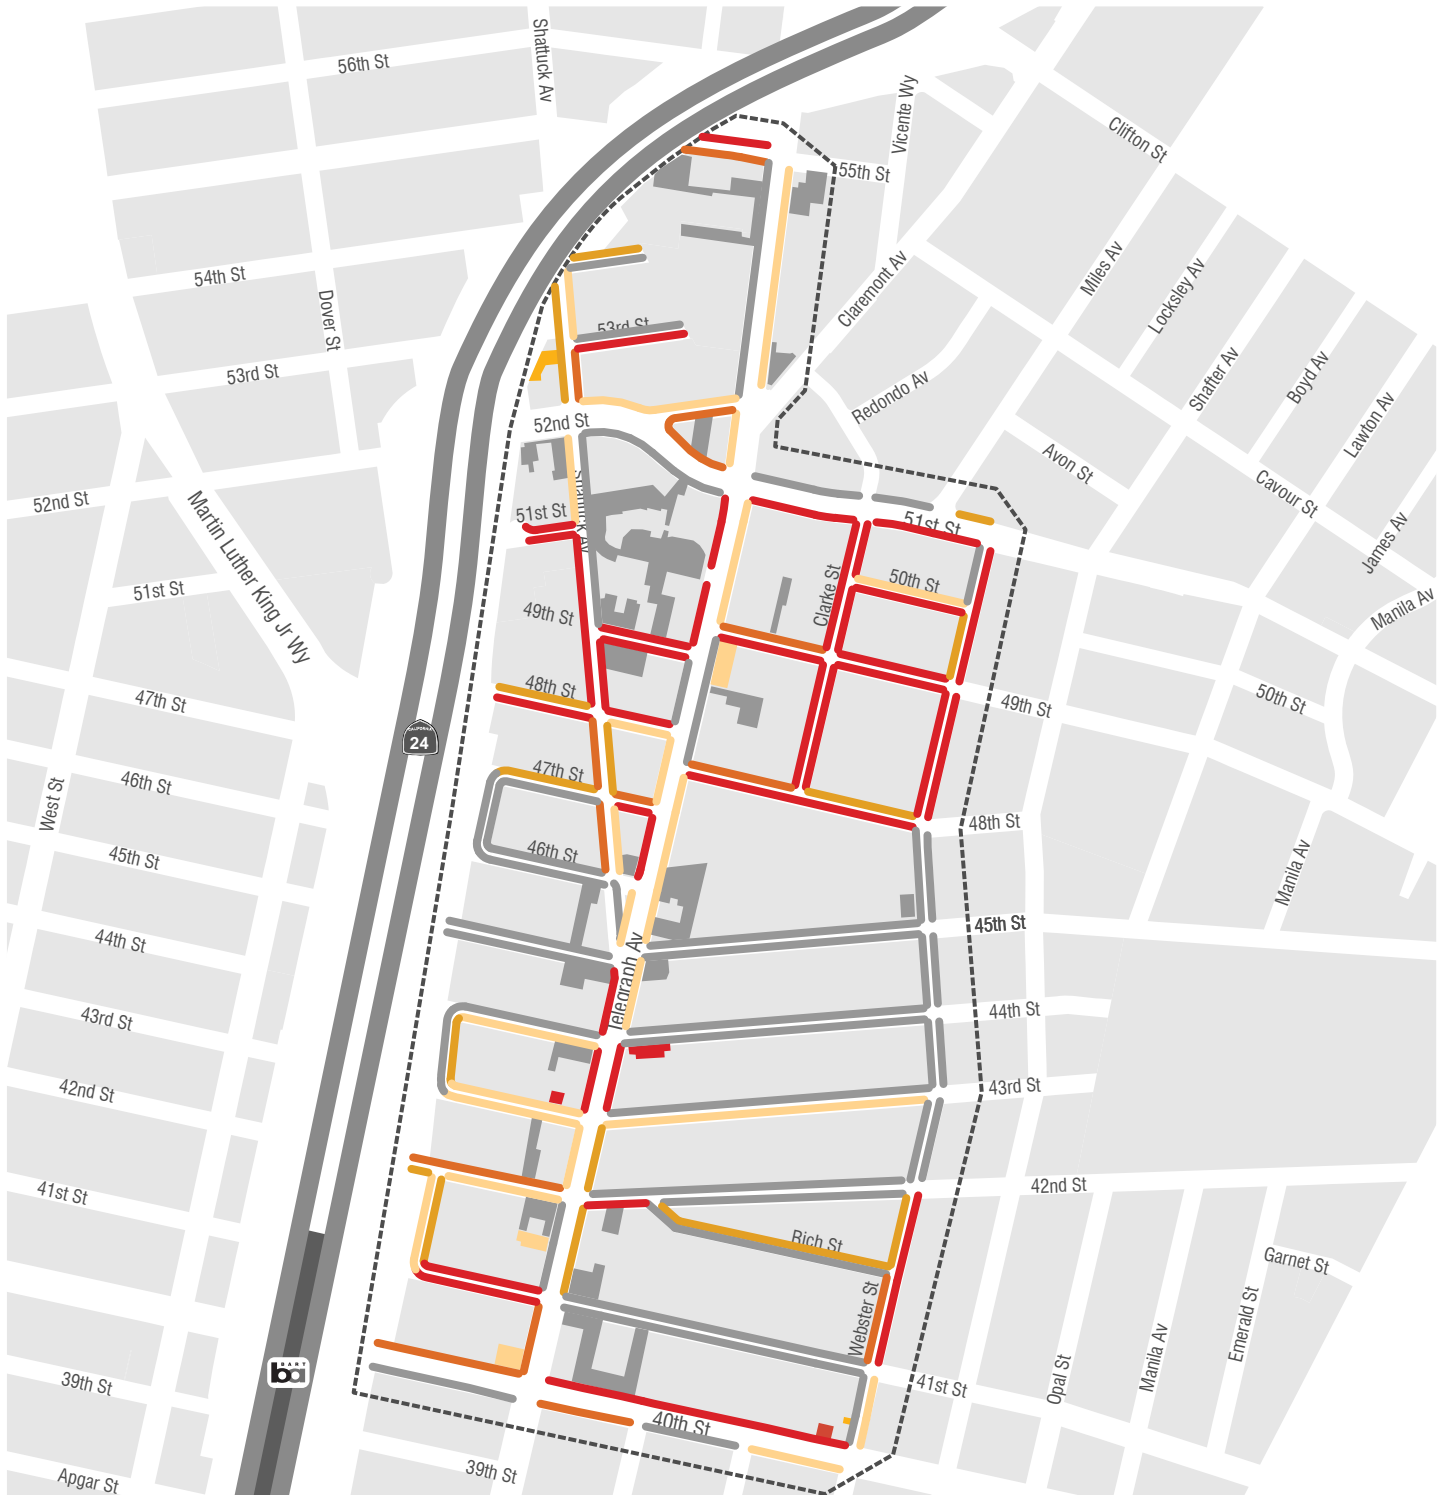 56th St
Shattuck Av
Vicente Wy
Clifton St
55th St
54th St
Dover St
Claremont Av
Miles Av
Locksley Av
53rd St
53rd St
Redondo Av
Shafter Av
Boyd Av
Lawton Av
52nd St
52nd St
Avon St
Cavour St
Martin Luther King Jr Wy
51st St
Shattuck Av
51st St
James Av
51st St
50th St
Clarke St
49th St
Manila Av
47th St
48th St
50th St
49th St
CALIFORNIA
24
46th St
47th St
West St
48th St
45th St
46th St
Manila Av
44th St
Telegraph Av
45th St
43rd St
44th St
42nd St
43rd St
41st St
42nd St
Rich St
Garnet St
Webster St
Emerald St
BART
ba
39th St
41st St
Opal St
Manila Av
40th St
39th St
Apgar St